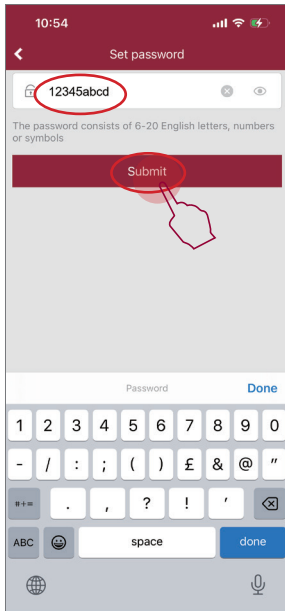 10:54
Set password
12345abcd
The password consists of 6-20 English letters, numbers
or symbols
Submit
Password
Done
1 2 3 4 5 6 7 8 9 0
- / : ; ( ) £ & @ "
#+= . , ? ! '
ABC space done